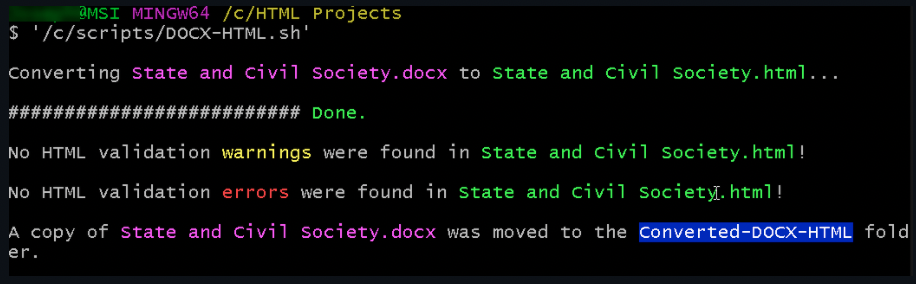 @MSI MINGW64 /c/HTML Projects
$ '/c/scripts/DOCX-HTML.sh'
Converting State and Civil Society.docx to State and Civil Society.html...
########################## Done.
No HTML validation warnings were found in State and Civil Society.html!
No HTML validation errors were found in State and Civil Society.html!
A copy of State and Civil Society.docx was moved to the Converted-DOCX-HTML fold
er.